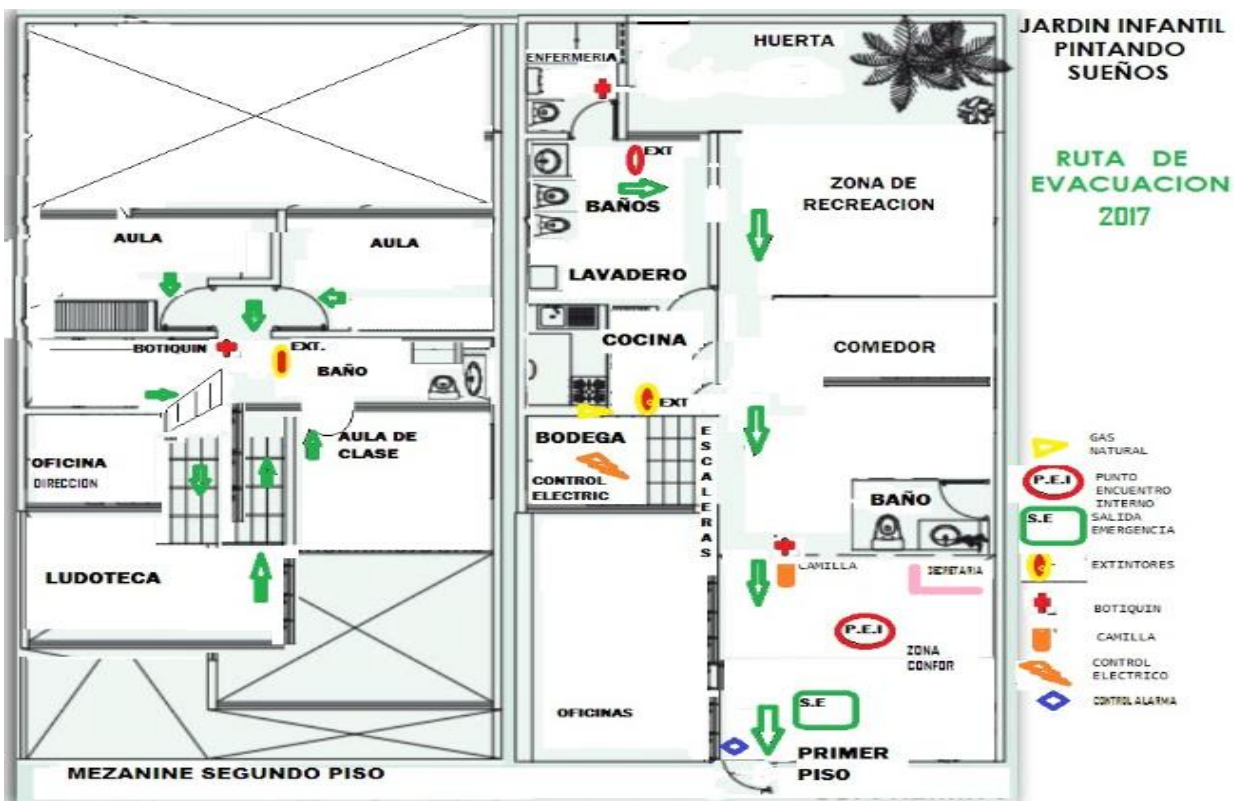 JARDIN INFANTIL
PINTANDO
SUEÑOS
RUTA DE
EVACUACION
2017
AULA
AULA
BOTIQUIN
EXT.
BAÑO
AULA DE
CLASE
OFICINA
DIRECCION
LUDOTECA
MEZANINE SEGUNDO PISO
ENFERMERIA
HUERTA
EXT
BAÑOS
ZONA DE
RECREACION
LAVADERO
COCINA
COMEDOR
EXT
BODEGA
CONTROL
ELECTRIC
ESCALERAS
BAÑO
CAMILLA
SECRETARIA
P.E.I
ZONA
CONFOR
OFICINAS
S.E
PRIMER
PISO
GAS
NATURAL
P.E.I
PUNTO
ENCUENTRO
INTERNO
S.E
SALIDA
EMERGENCIA
EXTINTORES
BOTIQUIN
CAMILLA
CONTROL
ELECTRICO
CONTROL ALARMA